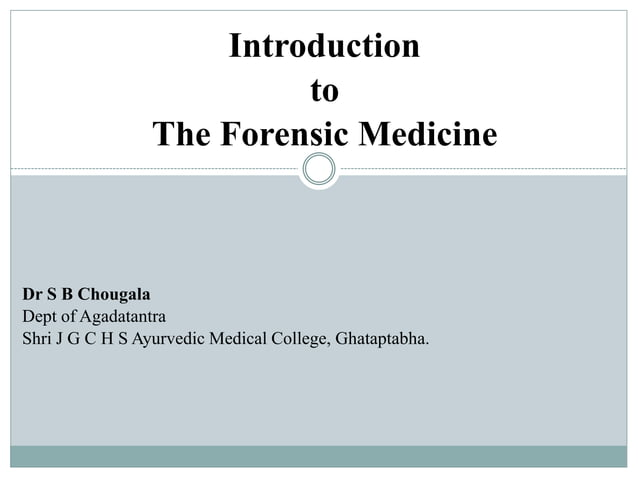 Introduction
to
The Forensic Medicine
Dr S B Chougala
Dept of Agadatantra
Shri J G C H S Ayurvedic Medical College, Ghataptabha.